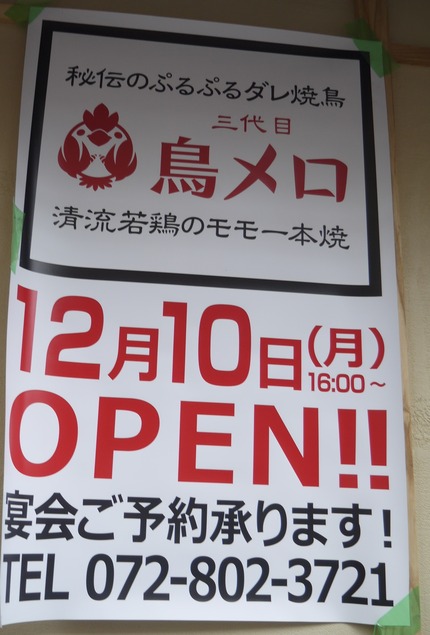 秘伝のぷるぷるダレ焼鳥
三代目
鳥メロ
清流若鶏のモモ一本焼
12月10日(月)
16:00～
OPEN!!
宴会ご予約承ります!
TEL 072-802-3721